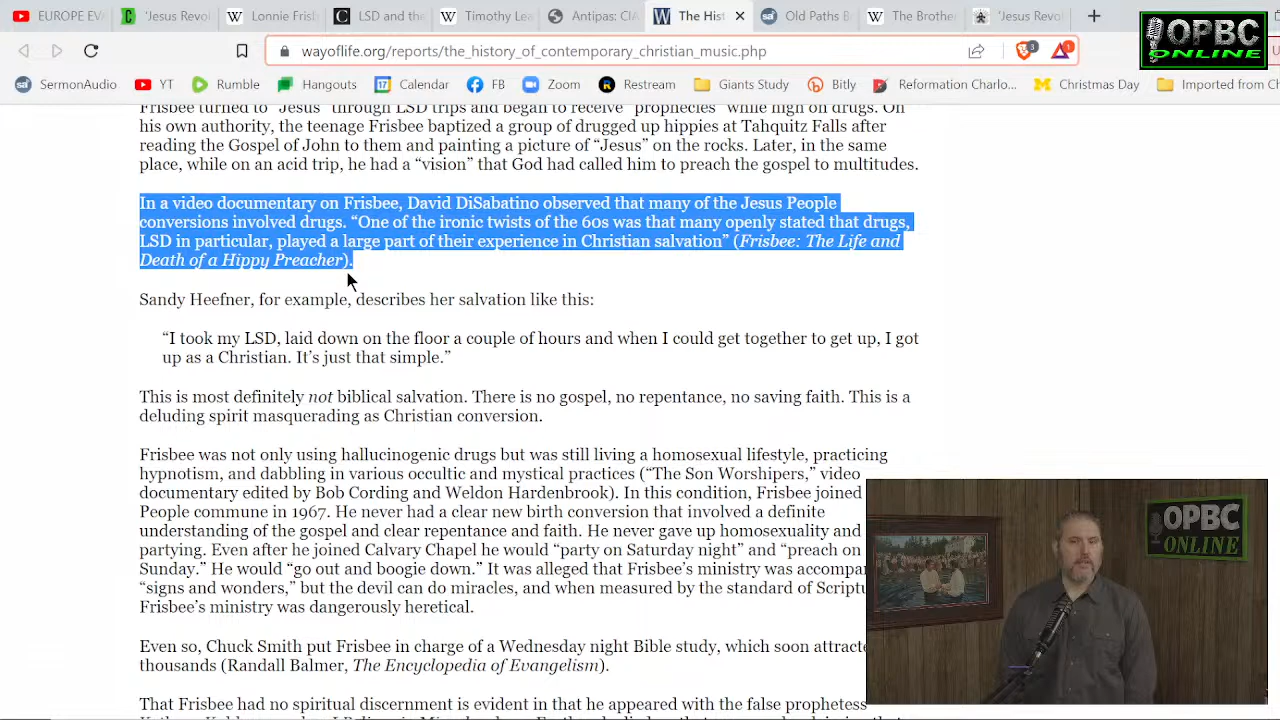 EUROPE EV
'Jesus Revol
Lonnie Frisl
LSD and the
Timothy Lea
Antipas: CIA
The Hist
Old Paths B
The Brother
'Jesus Revo
OPBC
ONLINE
wayoflife.org/reports/the_history_of_contemporary_christian_music.php
3
1
SermonAudio
YT
Rumble
Hangouts
17
Calendar
FB
Zoom
Restream
Giants Study
Bitly
Reformation Charlo...
Christmas Day
Imported from Ch
Frisbee turned to "Jesus" through LSD trips and began to receive "prophecies" while high on drugs. On
his own authority, the teenage Frisbee baptized a group of drugged up hippies at Tahquitz Falls after
reading the Gospel of John to them and painting a picture of "Jesus" on the rocks. Later, in the same
place, while on an acid trip, he had a "vision" that God had called him to preach the gospel to multitudes.
In a video documentary on Frisbee, David DiSabatino observed that many of the Jesus People
conversions involved drugs. "One of the ironic twists of the 60s was that many openly stated that drugs,
LSD in particular, played a large part of their experience in Christian salvation" (Frisbee: The Life and
Death of a Hippy Preacher).
Sandy Heefner, for example, describes her salvation like this:
"I took my LSD, laid down on the floor a couple of hours and when I could get together to get up, I got
up as a Christian. It's just that simple."
This is most definitely not biblical salvation. There is no gospel, no repentance, no saving faith. This is a
deluding spirit masquerading as Christian conversion.
Frisbee was not only using hallucinogenic drugs but was still living a homosexual lifestyle, practicing
hypnotism, and dabbling in various occultic and mystical practices ("The Son Worshipers," video
documentary edited by Bob Cording and Weldon Hardenbrook). In this condition, Frisbee joined
People commune in 1967. He never had a clear new birth conversion that involved a definite
understanding of the gospel and clear repentance and faith. He never gave up homosexuality and
partying. Even after he joined Calvary Chapel he would "party on Saturday night" and "preach on
Sunday." He would "go out and boogie down." It was alleged that Frisbee's ministry was accompan
"signs and wonders," but the devil can do miracles, and when measured by the standard of Scriptu
Frisbee's ministry was dangerously heretical.
Even so, Chuck Smith put Frisbee in charge of a Wednesday night Bible study, which soon attracte
thousands (Randall Balmer, The Encyclopedia of Evangelism).
That Frisbee had no spiritual discernment is evident in that he appeared with the false prophetess
OPBC
ONLINE